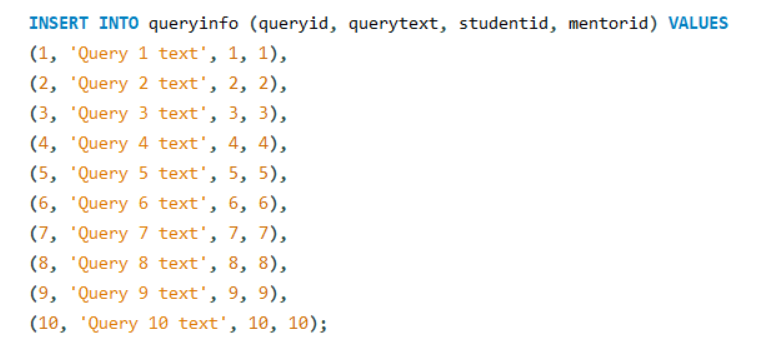 INSERT INTO queryinfo (queryid, querytext, studentid, mentorid) VALUES
(1, 'Query 1 text', 1, 1),
(2, 'Query 2 text', 2, 2),
(3, 'Query 3 text', 3, 3),
(4, 'Query 4 text', 4, 4),
(5, 'Query 5 text', 5, 5),
(6, 'Query 6 text', 6, 6),
(7, 'Query 7 text', 7, 7),
(8, 'Query 8 text', 8, 8),
(9, 'Query 9 text', 9, 9),
(10, 'Query 10 text', 10, 10);